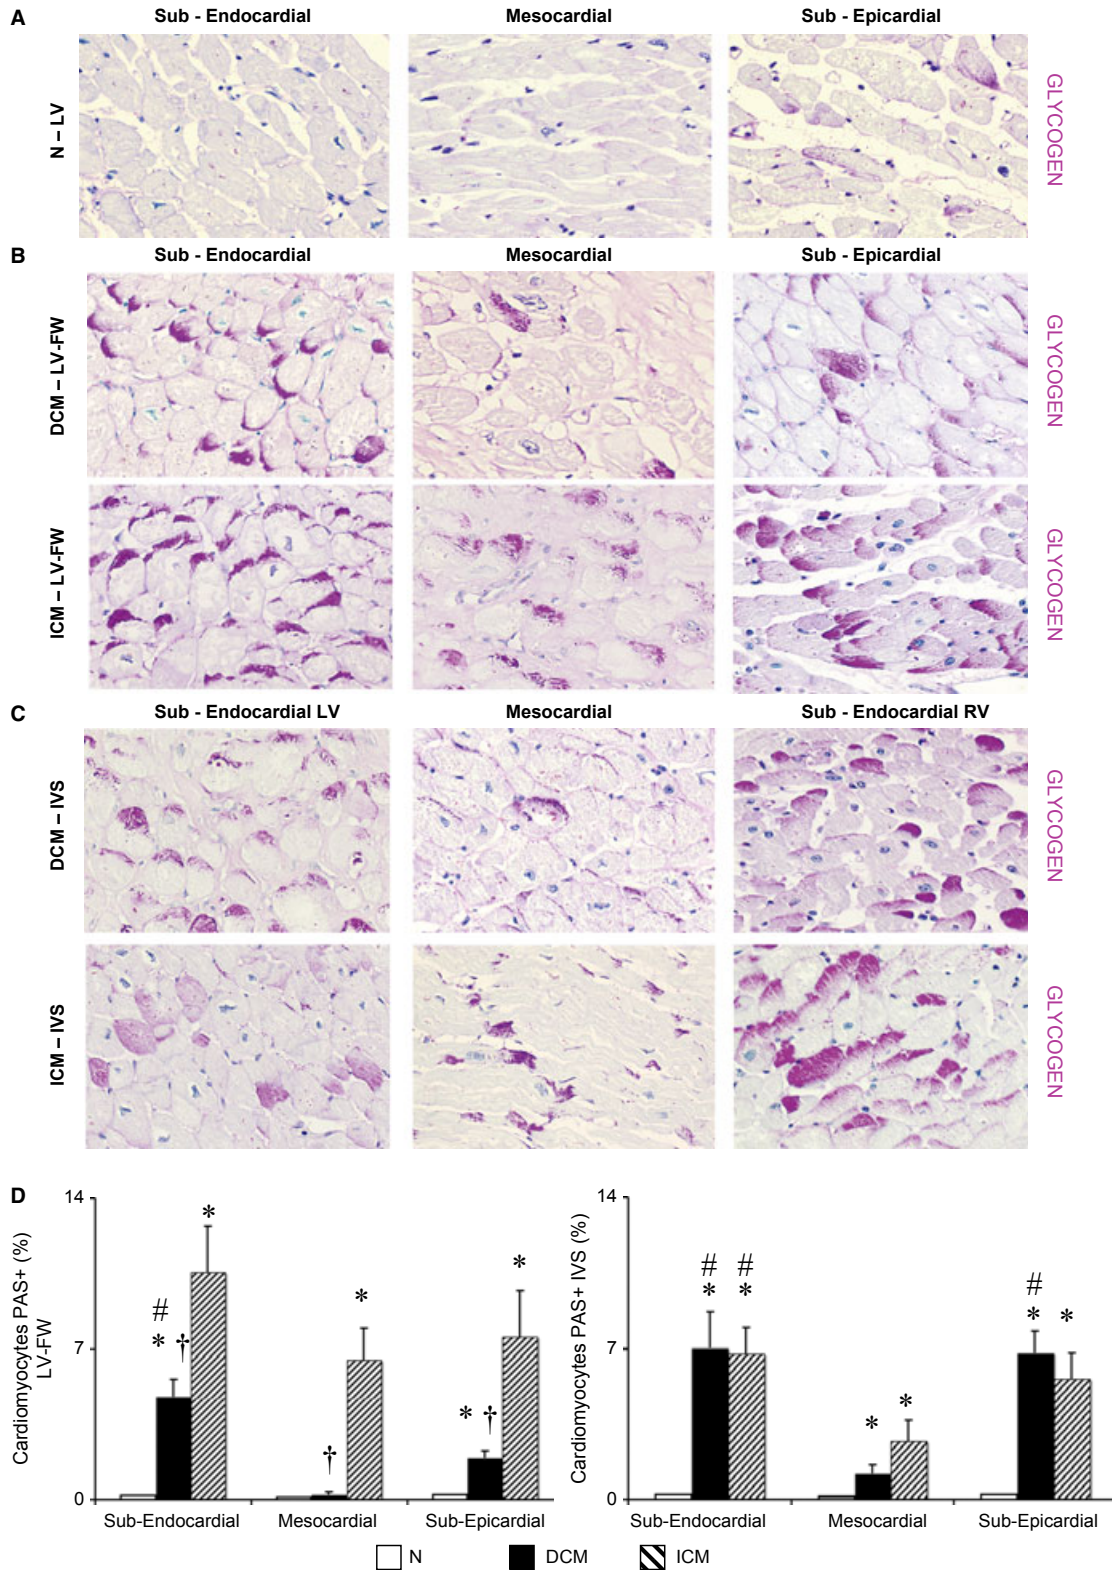 A
Sub - Endocardial Mesocardial Sub - Epicardial
N – LV
GLYCOGEN
B
Sub - Endocardial Mesocardial Sub - Epicardial
DCM – LV-FW
GLYCOGEN
ICM – LV-FW
GLYCOGEN
C
Sub - Endocardial LV Mesocardial Sub - Endocardial RV
DCM – IVS
GLYCOGEN
ICM – IVS
GLYCOGEN
D
Cardiomyocytes PAS+ (%)
LV-FW
14
7
0
# * † *
† *
* † *
Sub-Endocardial Mesocardial Sub-Epicardial
Cardiomyocytes PAS+ IVS (%)
14
7
0
# #
* *
* *
#
* *
Sub-Endocardial Mesocardial Sub-Epicardial
N DCM ICM